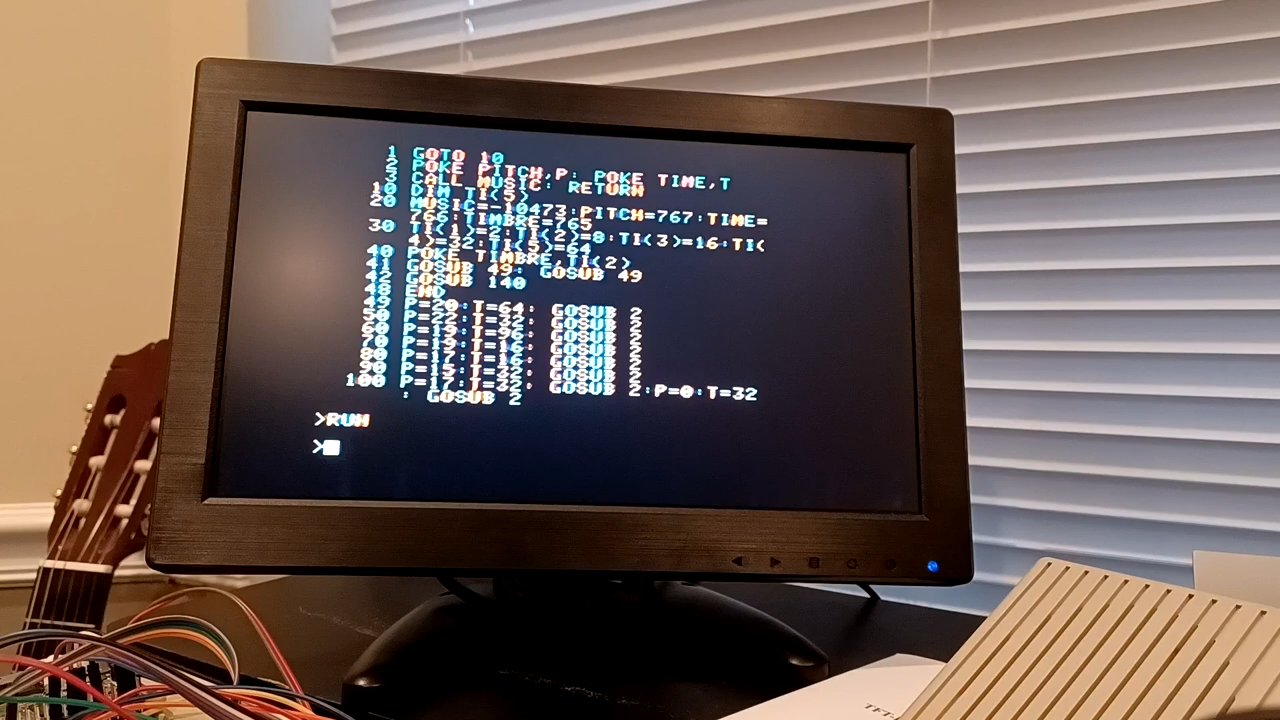 1 GOTO 10
2 POKE PITCH,P: POKE TIME,T
3 CALL MUSIC: RETURN
10 DIM TI(5)
20 MUSIC=-10473:PITCH=767:TIME=
766:TIMBRE=765
30 TI(1)=2:TI(2)=8:TI(3)=16:TI(
4)=32:TI(5)=64
40 POKE TIMBRE,TI(2)
41 GOSUB 49: GOSUB 49
42 GOSUB 140
48 END
49 P=20:T=64: GOSUB 2
50 P=22:T=32: GOSUB 2
60 P=19:T=96: GOSUB 2
70 P=19:T=16: GOSUB 2
80 P=17:T=16: GOSUB 2
90 P=15:T=32: GOSUB 2
100 P=17:T=32: GOSUB 2:P=0:T=32
: GOSUB 2
>RUN
>